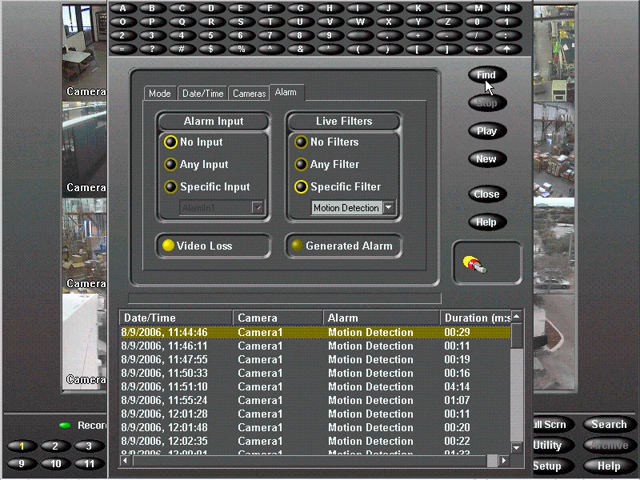 A B C D E F G H I J K L M N
O P Q R S T U V W X Y Z 0 1
2 3 4 5 6 7 8 9
= ? # $ % ^ & ! ( ) [ ]
Mode Date/Time Cameras Alarm
Find
Stop
Play
New
Close
Help
Alarm Input
No Input
Any Input
Specific Input
AlarmIn1
Live Filters
No Filters
Any Filter
Specific Filter
Motion Detection
Video Loss
Generated Alarm
Date/Time Camera Alarm Duration (m:s
8/9/2006, 11:44:46 Camera1 Motion Detection 00:29
8/9/2006, 11:46:11 Camera1 Motion Detection 00:11
8/9/2006, 11:47:55 Camera1 Motion Detection 00:19
8/9/2006, 11:50:33 Camera1 Motion Detection 00:16
8/9/2006, 11:51:10 Camera1 Motion Detection 04:14
8/9/2006, 11:55:24 Camera1 Motion Detection 01:07
8/9/2006, 12:01:28 Camera1 Motion Detection 00:11
8/9/2006, 12:01:48 Camera1 Motion Detection 00:20
8/9/2006, 12:02:35 Camera1 Motion Detection 00:22
Camera
Camera
Camera
Camera
Recor
1 2 3
9 10 11
ll Scrn Search
Utility Archive
Setup Help